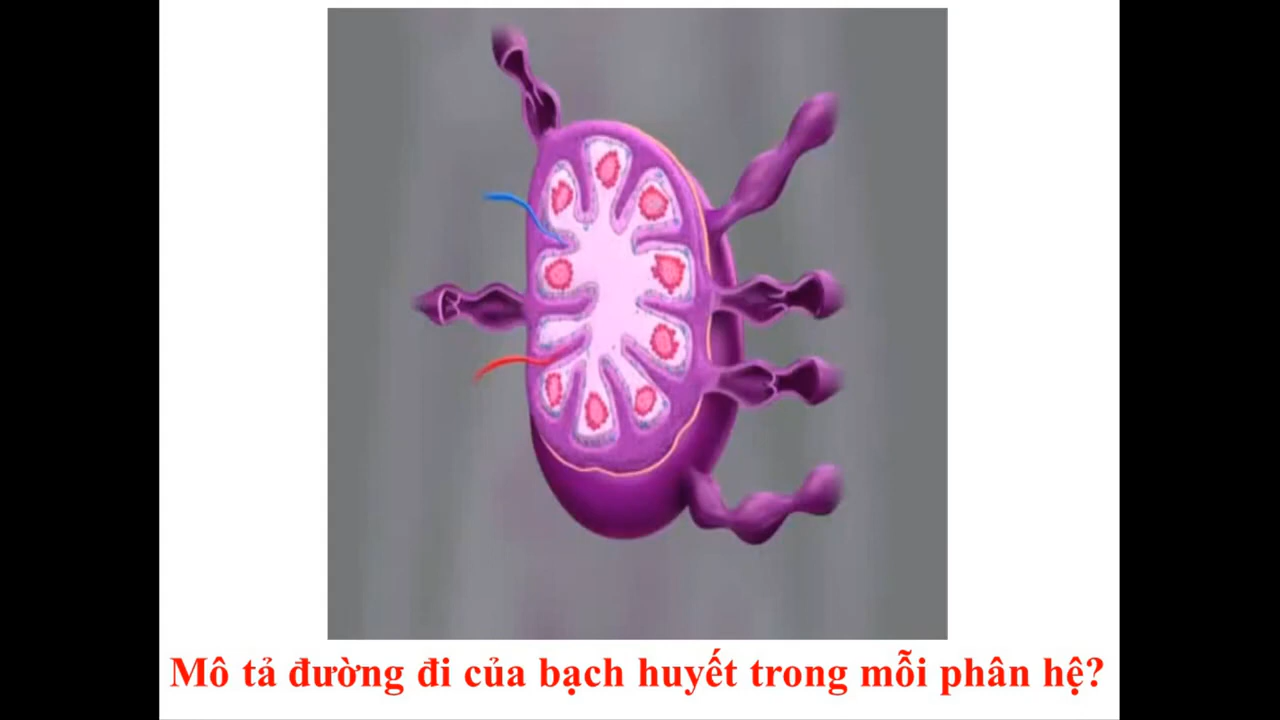 Mô tả đường đi của bạch huyết trong mỗi phân hệ?